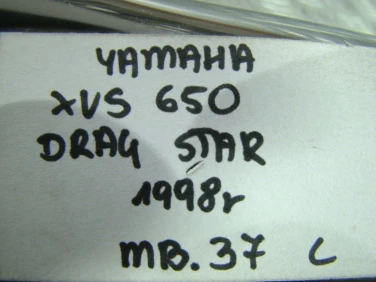 YAMAHA
XVS 650
DRAG STAR
1998r
MB.37 C